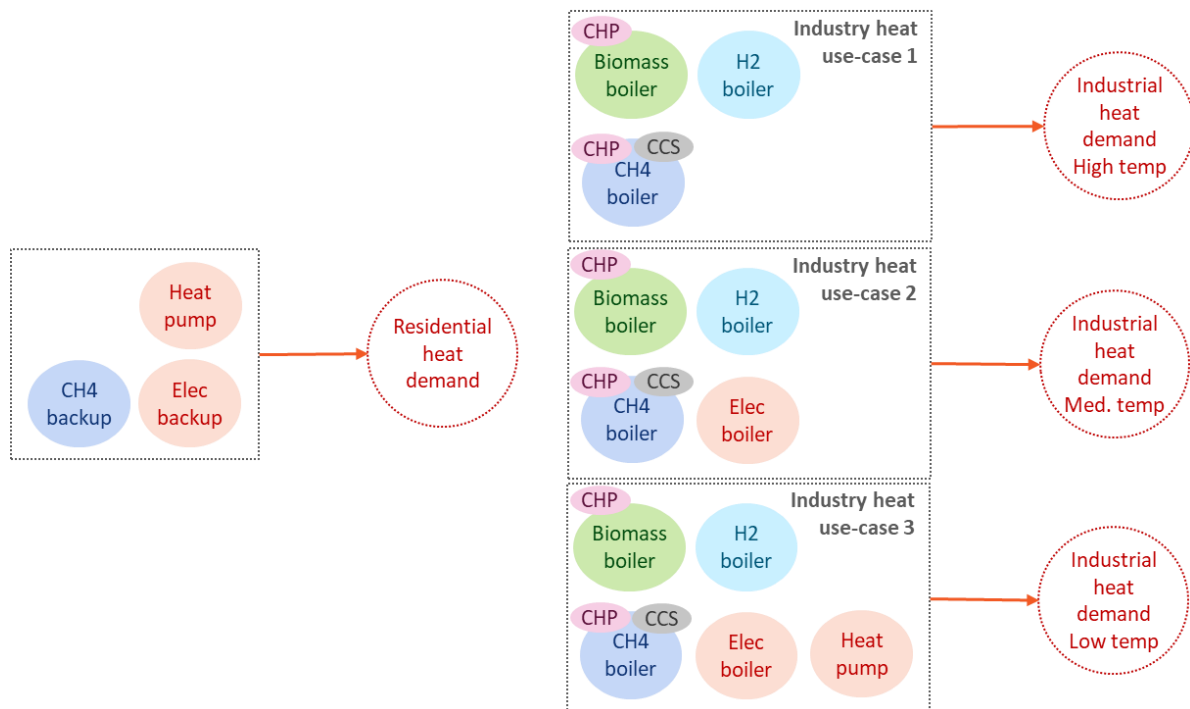 Heat
pump
CH4
backup
Elec
backup
Residential
heat
demand
Industry heat
use-case 1
CHP
Biomass
boiler
H2
boiler
CHP
CCS
CH4
boiler
Industrial
heat
demand
High temp
Industry heat
use-case 2
CHP
Biomass
boiler
H2
boiler
CHP
CCS
CH4
boiler
Elec
boiler
Industrial
heat
demand
Med. temp
Industry heat
use-case 3
CHP
Biomass
boiler
H2
boiler
CHP
CCS
CH4
boiler
Elec
boiler
Heat
pump
Industrial
heat
demand
Low temp